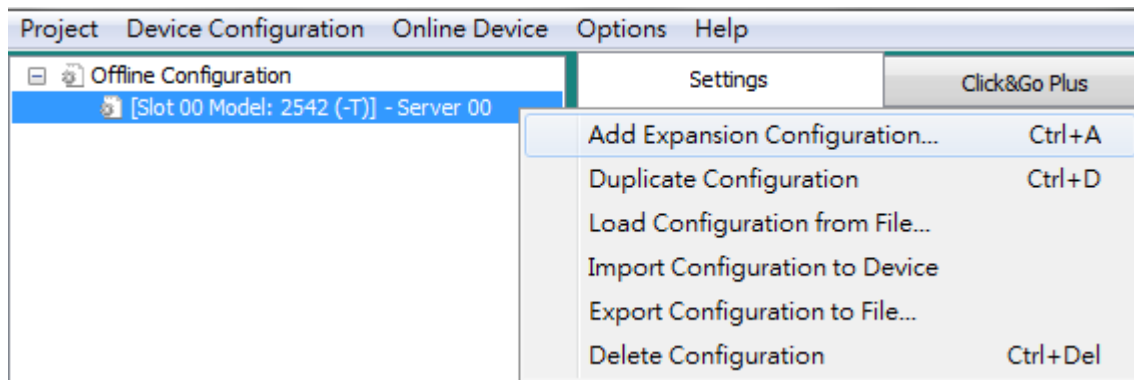 Project Device Configuration Online Device Options Help
Offline Configuration
[Slot 00 Model: 2542 (-T)] - Server 00
Settings Click&Go Plus
Add Expansion Configuration... Ctrl+A
Duplicate Configuration Ctrl+D
Load Configuration from File...
Import Configuration to Device
Export Configuration to File...
Delete Configuration Ctrl+Del